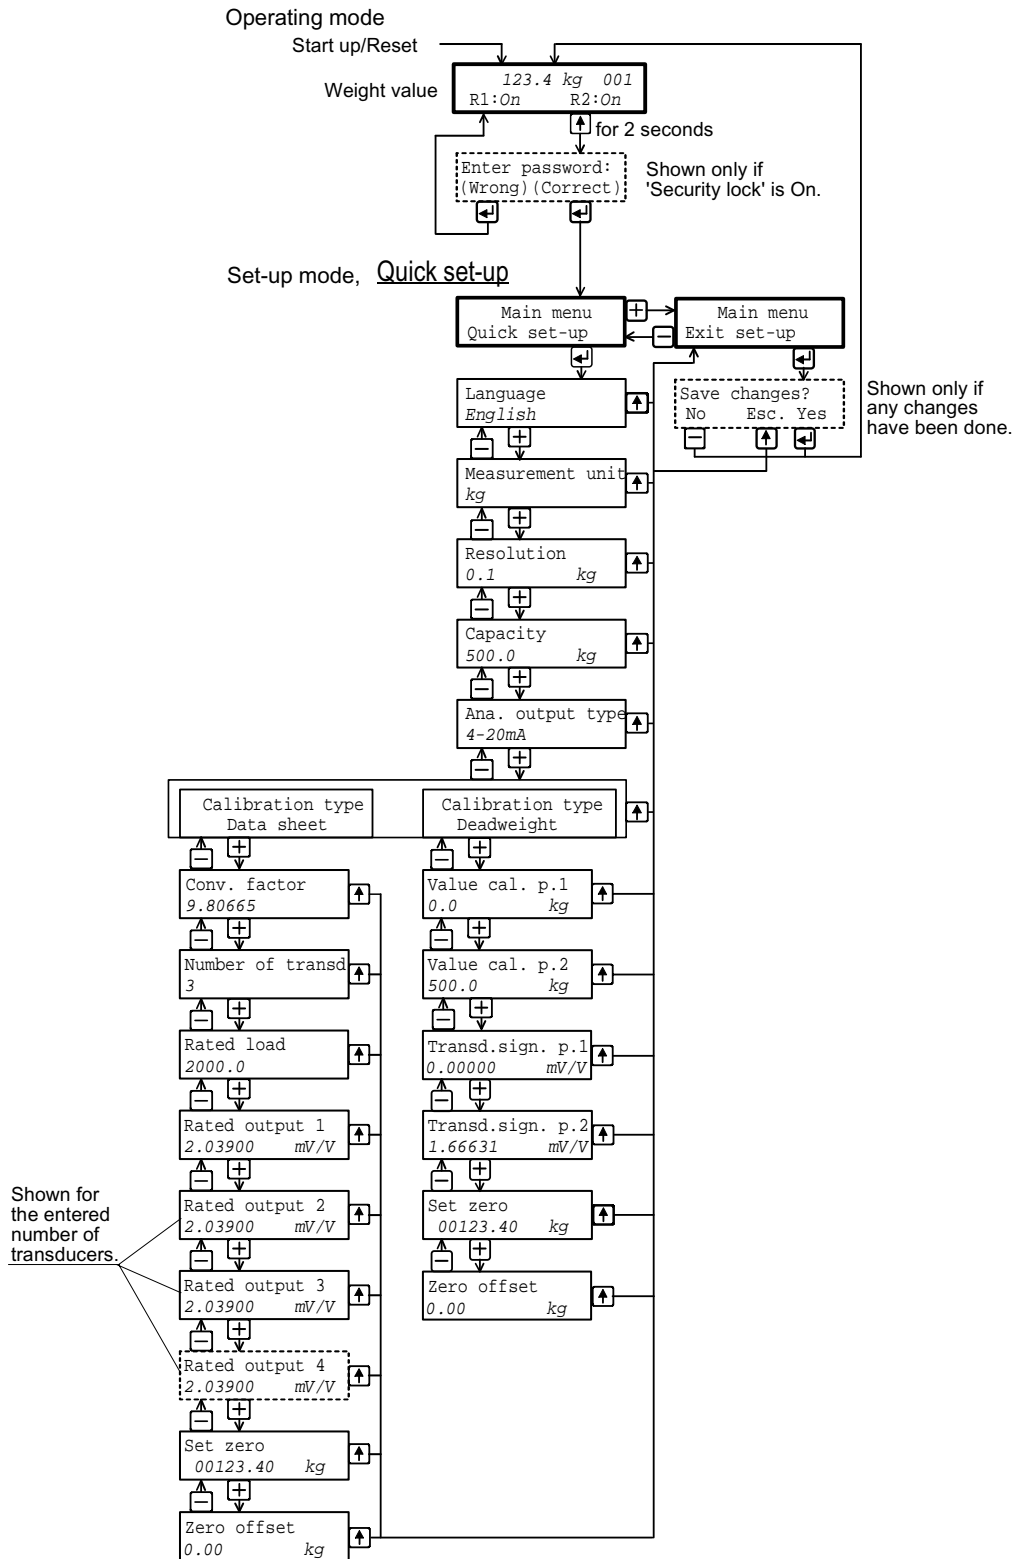 Operating mode
Start up/Reset
Weight value
123.4 kg 001
R1:On R2:On
for 2 seconds
Enter password:
(Wrong)(Correct)
Shown only if
'Security lock' is On.
Set-up mode, Quick set-up
Main menu
Quick set-up
+
Main menu
Exit set-up
−
Language
English
Save changes?
No Esc. Yes
−
Shown only if
any changes
have been done.
+
−
Measurement unit
kg
+
−
Resolution
0.1 kg
+
−
Capacity
500.0 kg
+
−
Ana. output type
4-20mA
+
−
Calibration type
Data sheet
Calibration type
Deadweight
+
−
Conv. factor
9.80665
+
−
Number of transd
3
+
−
Rated load
2000.0
+
−
Rated output 1
2.03900 mV/V
+
−
Shown for
the entered
number of
transducers.
Rated output 2
2.03900 mV/V
+
−
Rated output 3
2.03900 mV/V
+
−
Rated output 4
2.03900 mV/V
+
−
Set zero
00123.40 kg
+
−
Zero offset
0.00 kg
+
−
Value cal. p.1
0.0 kg
+
−
Value cal. p.2
500.0 kg
+
−
Transd.sign. p.1
0.00000 mV/V
+
−
Transd.sign. p.2
1.66631 mV/V
+
−
Set zero
00123.40 kg
+
−
Zero offset
0.00 kg